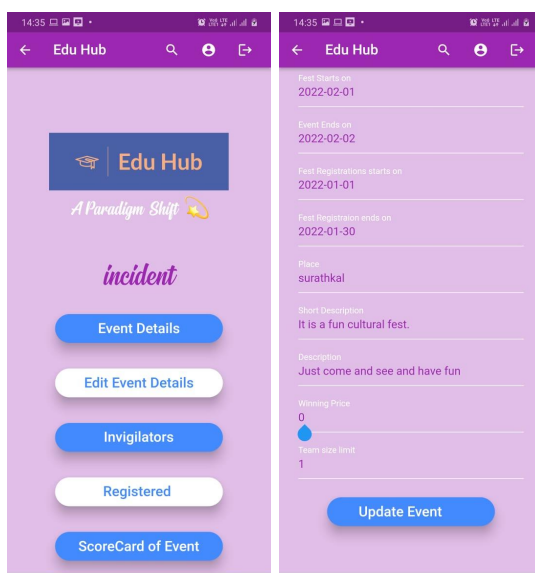 14:35
Edu Hub
Edu Hub
A Paradigm Shift
incident
Event Details
Edit Event Details
Invigilators
Registered
ScoreCard of Event
14:35
Edu Hub
Fest Starts on
2022-02-01
Event Ends on
2022-02-02
Fest Registrations starts on
2022-01-01
Fest Registraion ends on
2022-01-30
Place
surathkal
Short Description
It is a fun cultural fest.
Description
Just come and see and have fun
Winning Price
0
Team size limit
1
Update Event